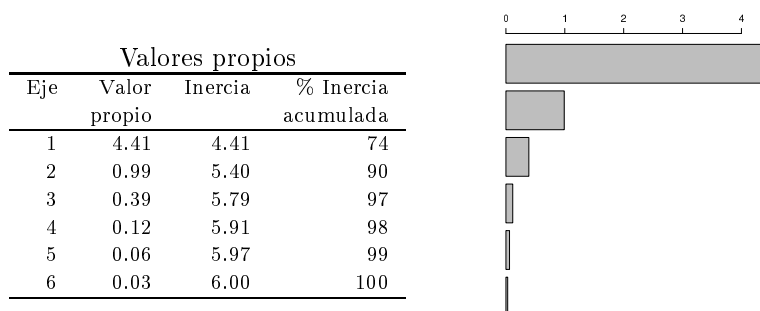 Valores propios
Eje Valor Inercia % Inercia
propio acumulada
1 4.41 4.41 74
2 0.99 5.40 90
3 0.39 5.79 97
4 0.12 5.91 98
5 0.06 5.97 99
6 0.03 6.00 100
0 1 2 3 4